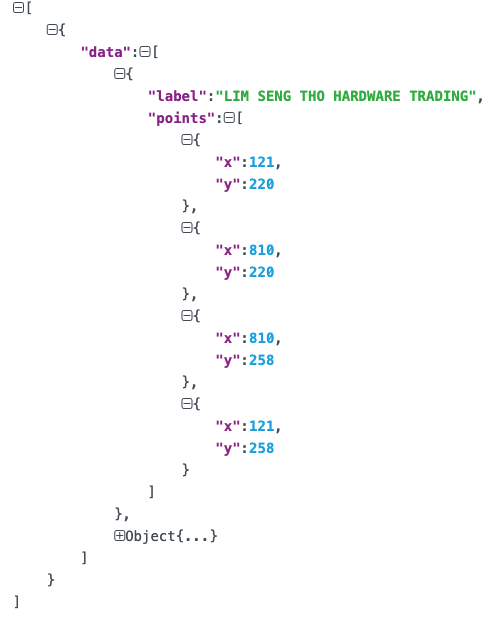 [
{
"data":[
{
"label":"LIM SENG THO HARDWARE TRADING",
"points":[
{
"x":121,
"y":220
},
{
"x":810,
"y":220
},
{
"x":810,
"y":258
},
{
"x":121,
"y":258
}
]
},
Object{...}
]
}
]